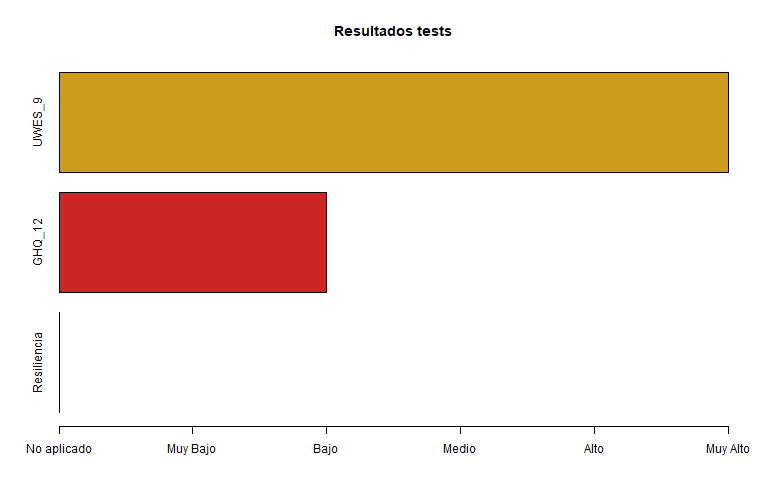 Resultados tests
UWES_9
GHQ_12
Resiliencia
No aplicado
Muy Bajo
Bajo
Medio
Alto
Muy Alto